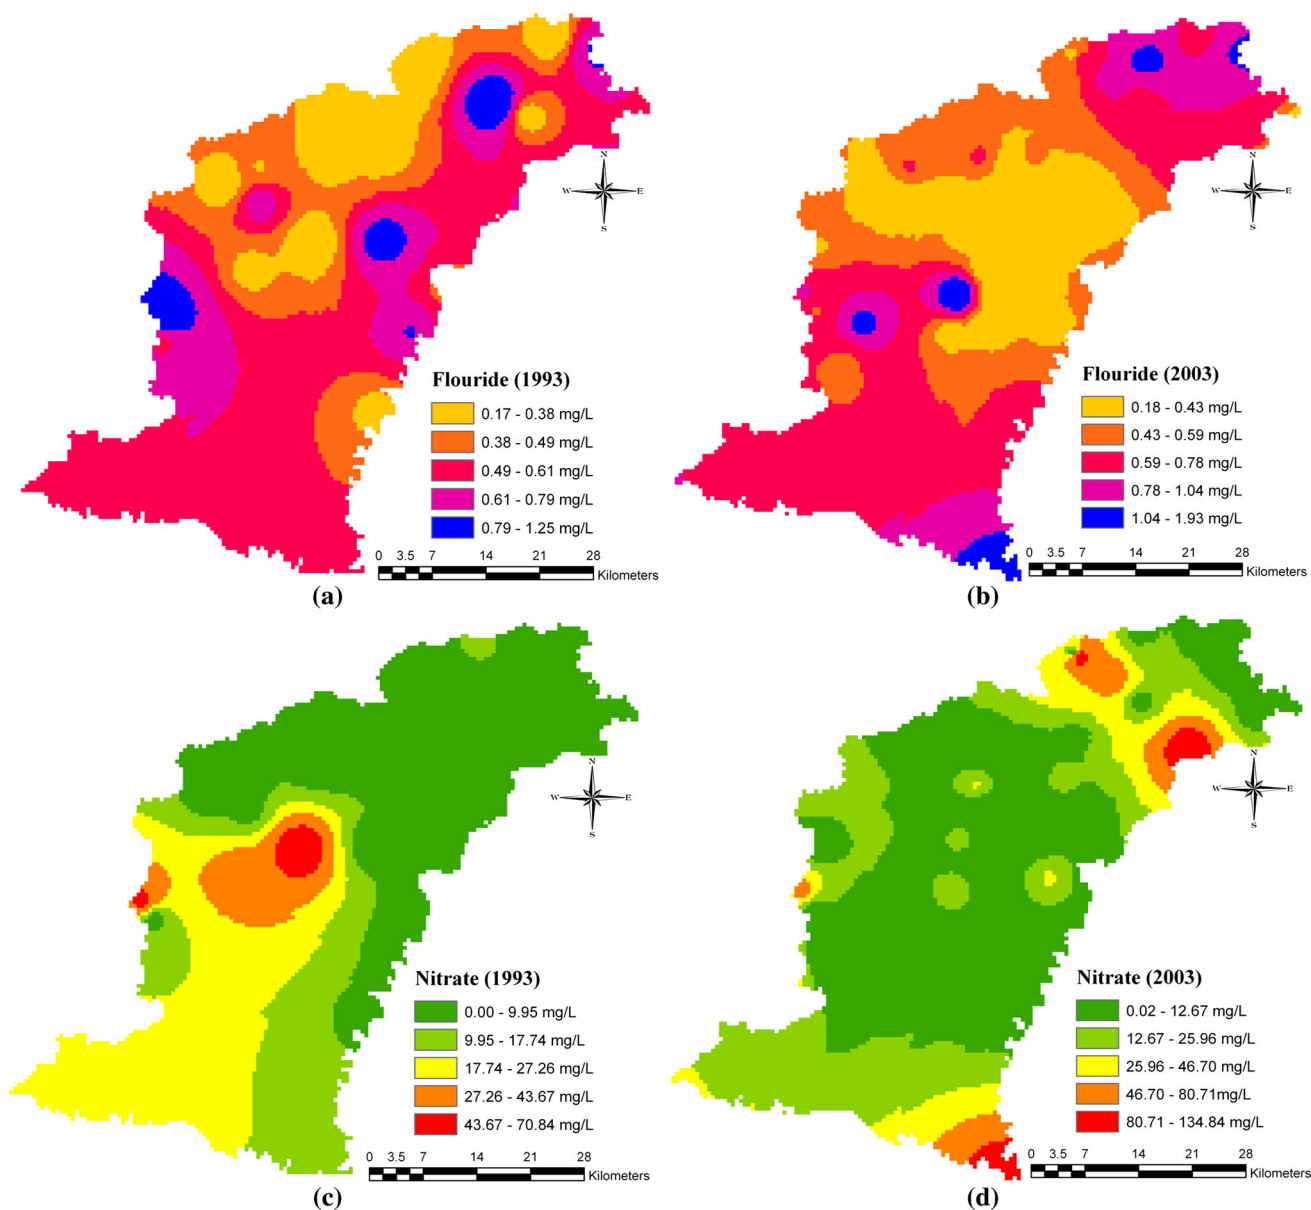 N
W E
S
Flouride (1993)
0.17 - 0.38 mg/L
0.38 - 0.49 mg/L
0.49 - 0.61 mg/L
0.61 - 0.79 mg/L
0.79 - 1.25 mg/L
0 3.5 7 14 21 28
Kilometers
(a)
N
W E
S
Flouride (2003)
0.18 - 0.43 mg/L
0.43 - 0.59 mg/L
0.59 - 0.78 mg/L
0.78 - 1.04 mg/L
1.04 - 1.93 mg/L
0 3.5 7 14 21 28
Kilometers
(b)
N
W E
S
Nitrate (1993)
0.00 - 9.95 mg/L
9.95 - 17.74 mg/L
17.74 - 27.26 mg/L
27.26 - 43.67 mg/L
43.67 - 70.84 mg/L
0 3.5 7 14 21 28
Kilometers
(c)
N
W E
S
Nitrate (2003)
0.02 - 12.67 mg/L
12.67 - 25.96 mg/L
25.96 - 46.70 mg/L
46.70 - 80.71mg/L
80.71 - 134.84 mg/L
0 3.5 7 14 21 28
Kilometers
(d)